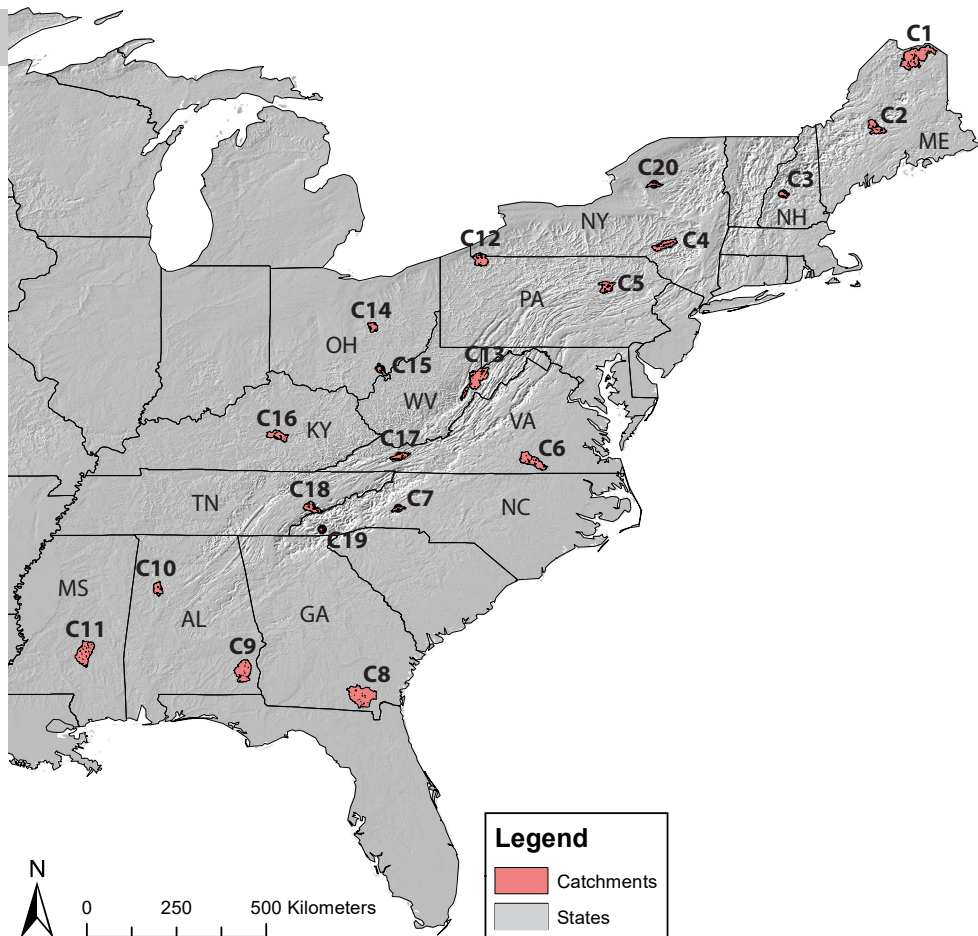 C1
C2
ME
C20
C3
NH
NY
C12
C4
C5
PA
C14
OH
C13
C15
WV
VA
C16
KY
C17
C6
C18
TN
C7
NC
C19
C10
MS
AL
GA
C11
C9
C8
N
0 250 500 Kilometers
Legend
Catchments
States